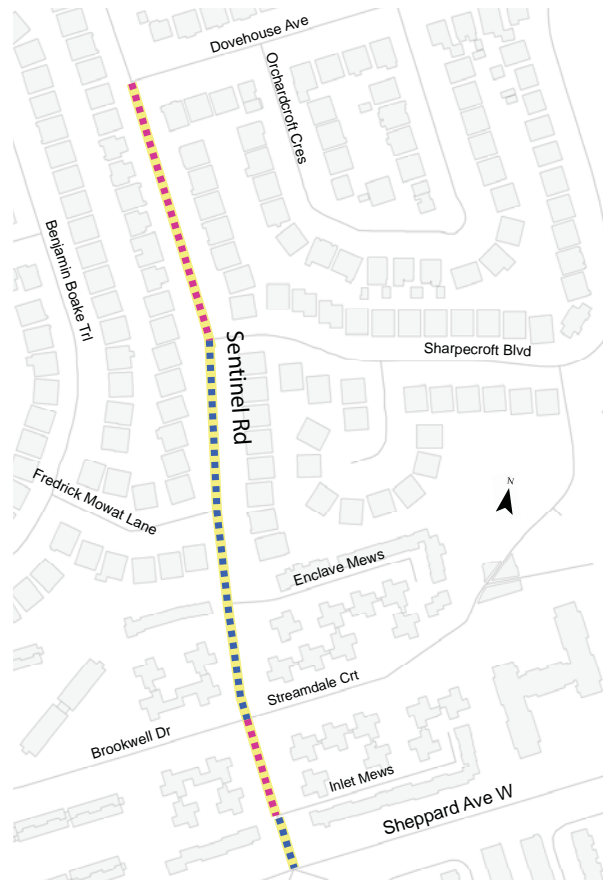 Dovehouse Ave
Orchardcroft Cres
Benjamin Boake Trl
Sentinel Rd
Sharpecroft Blvd
Fredrick Mowat Lane
N
Enclave Mews
Streamdale Crt
Brookwell Dr
Inlet Mews
Sheppard Ave W